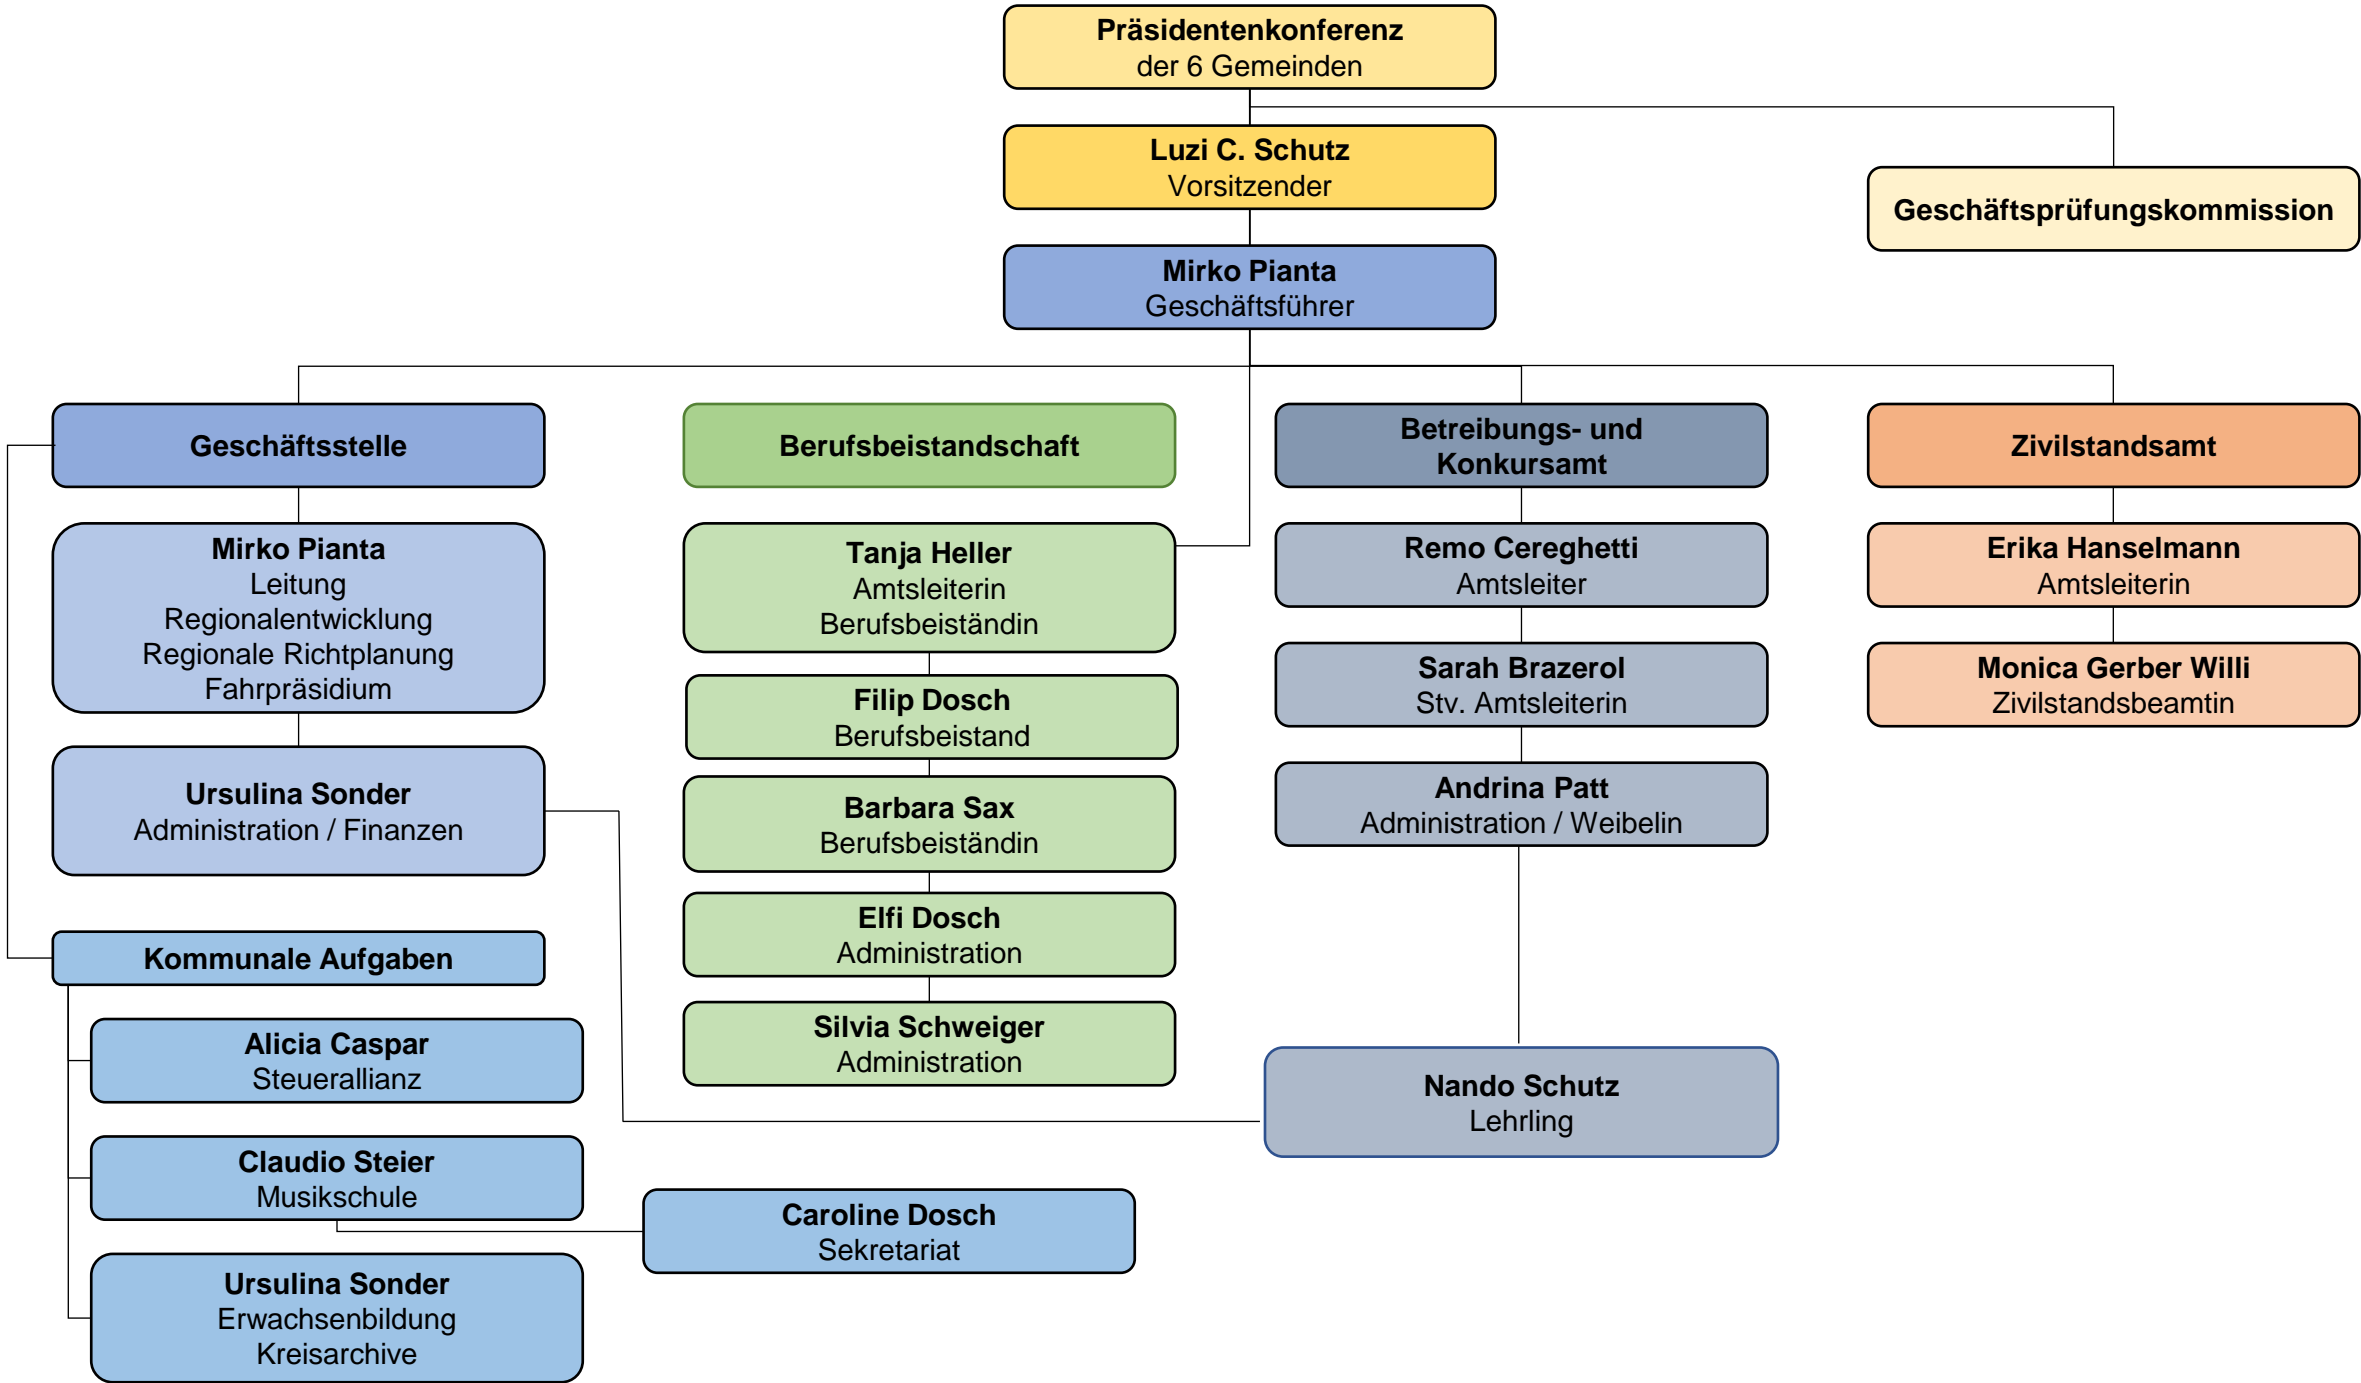 Präsidentenkonferenz
der 6 Gemeinden
Luzi C. Schutz
Vorsitzender
Geschäftsprüfungskommission
Mirko Pianta
Geschäftsführer
Geschäftsstelle
Mirko Pianta
Leitung
Regionalentwicklung
Regionale Richtplanung
Fahrpräsidium
Ursulina Sonder
Administration / Finanzen
Kommunale Aufgaben
Alicia Caspar
Steuerallianz
Claudio Steier
Musikschule
Caroline Dosch
Sekretariat
Ursulina Sonder
Erwachsenbildung
Kreisarchive
Berufsbeistandschaft
Tanja Heller
Amtsleiterin
Berufsbeiständin
Filip Dosch
Berufsbeistand
Barbara Sax
Berufsbeiständin
Elfi Dosch
Administration
Silvia Schweiger
Administration
Betreibungs- und
Konkursamt
Remo Cereghetti
Amtsleiter
Sarah Brazerol
Stv. Amtsleiterin
Andrina Patt
Administration / Weibelin
Nando Schutz
Lehrling
Zivilstandsamt
Erika Hanselmann
Amtsleiterin
Monica Gerber Willi
Zivilstandsbeamtin